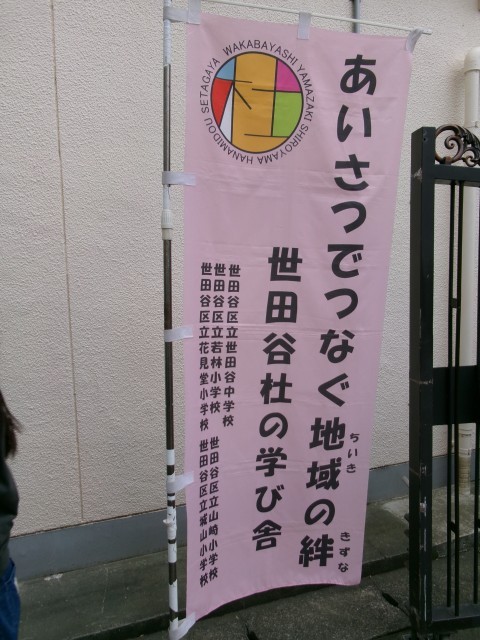 SETAGAYA WAKABAYASHI YAMAZAKI SHIROYAMA HANAMIDOU
杜
あいさつでつなぐ地域の絆
ちいき
きずな
世田谷杜の学び舎
世田谷区立世田谷中学校
世田谷区立若林小学校
世田谷区立山崎小学校
世田谷区立花見堂小学校
世田谷区立城山小学校